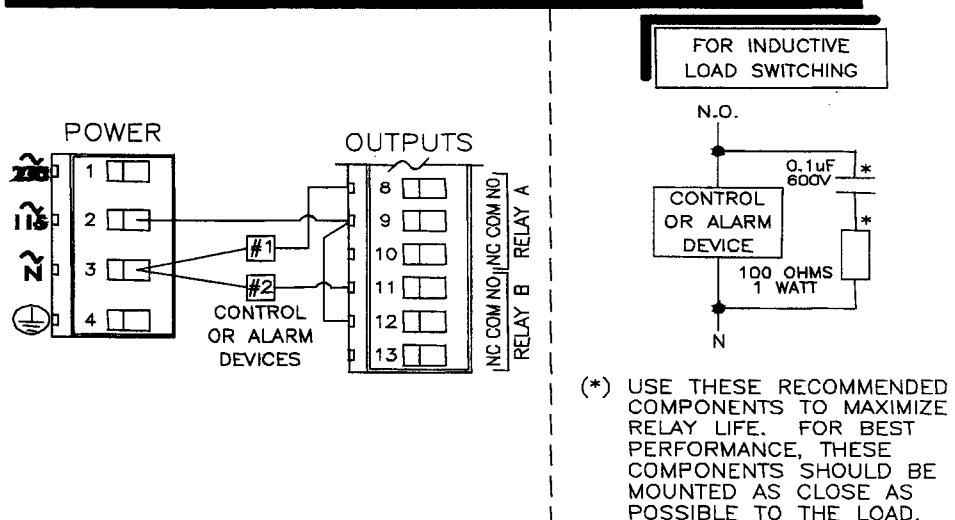 POWER
230
1
115
2
N
3
4
#1
#2
CONTROL
OR ALARM
DEVICES
OUTPUTS
8
9
10
11
12
13
NC COM NO
RELAY A
NC COM NO
RELAY B
FOR INDUCTIVE
LOAD SWITCHING
N.O.
0.1uF *
600V
CONTROL
OR ALARM
DEVICE
*
100 OHMS
1 WATT
N
(*) USE THESE RECOMMENDED
COMPONENTS TO MAXIMIZE
RELAY LIFE. FOR BEST
PERFORMANCE, THESE
COMPONENTS SHOULD BE
MOUNTED AS CLOSE AS
POSSIBLE TO THE LOAD.